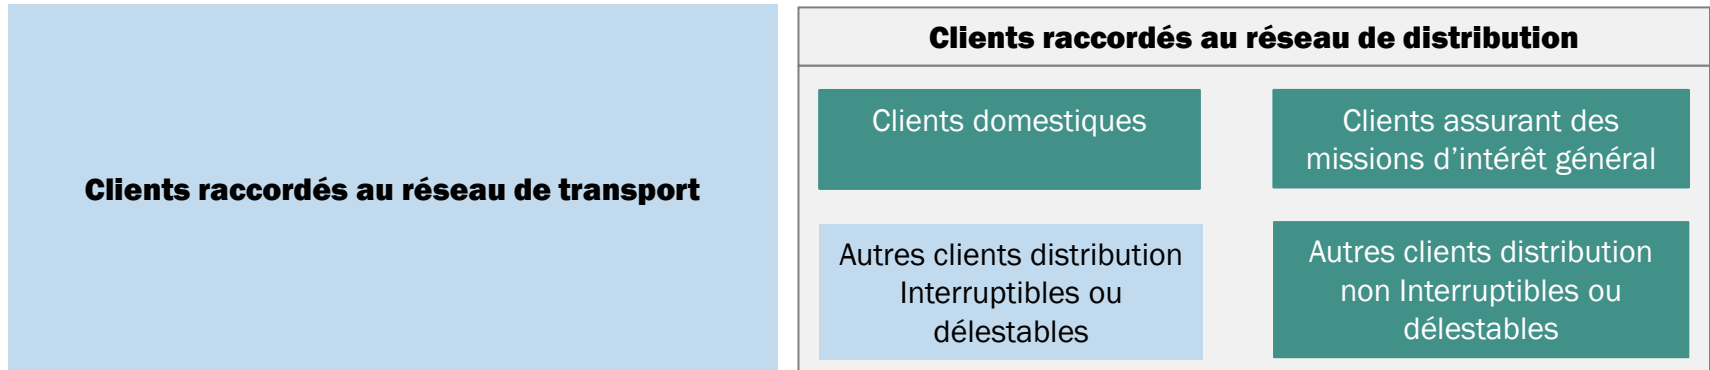 Clients raccordés au réseau de transport
Clients raccordés au réseau de distribution
Clients domestiques
Clients assurant des
missions d’intérêt général
Autres clients distribution
Interruptibles ou
délestables
Autres clients distribution
non Interruptibles ou
délestables